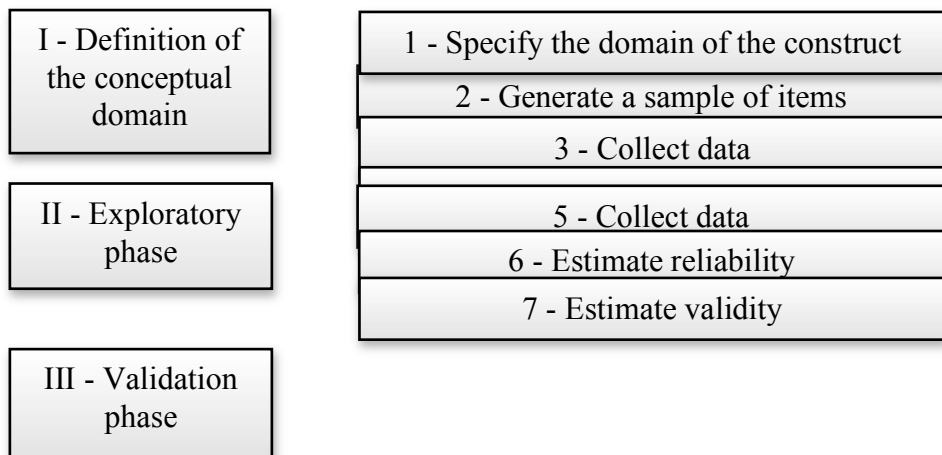 I - Definition of
the conceptual
domain
II - Exploratory
phase
III - Validation
phase
1 - Specify the domain of the construct
2 - Generate a sample of items
3 - Collect data
5 - Collect data
6 - Estimate reliability
7 - Estimate validity